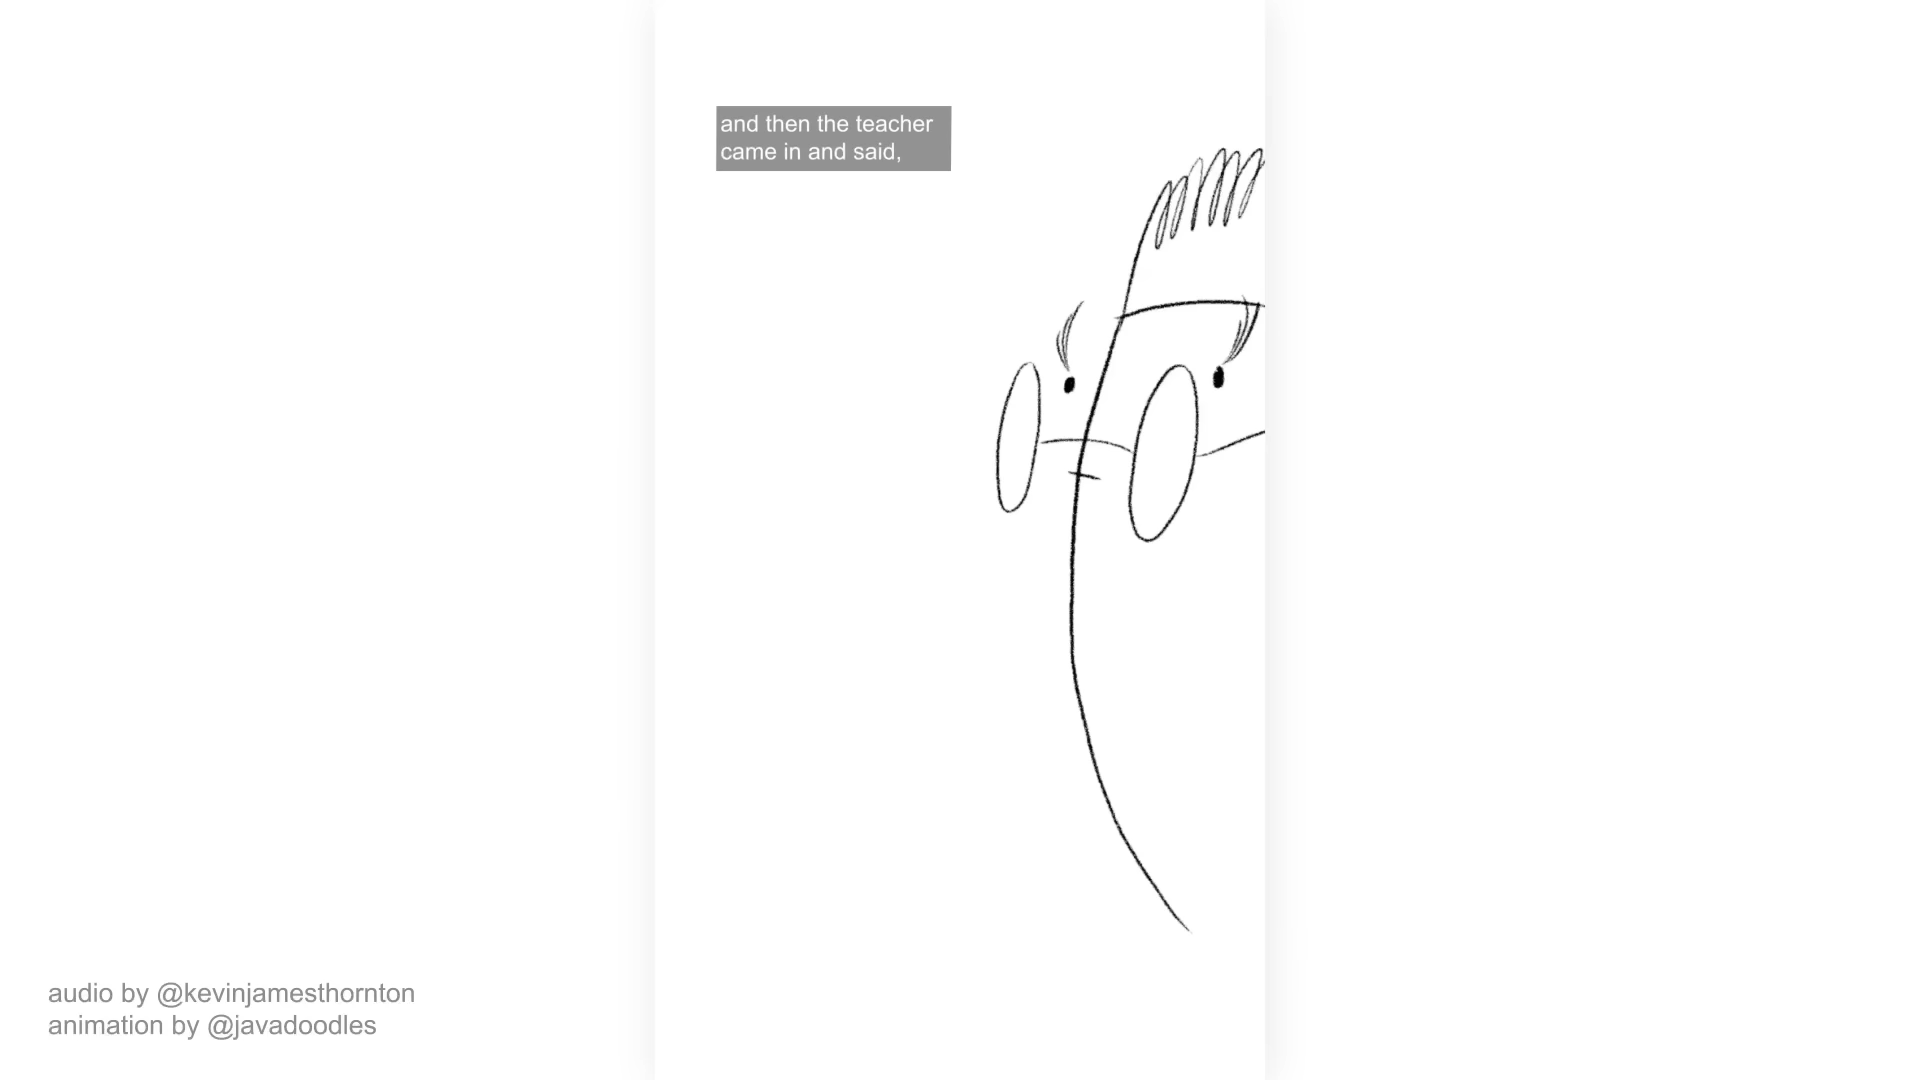 and then the teacher
came in and said,
audio by @kevinjamesthornton
animation by @javadoodles